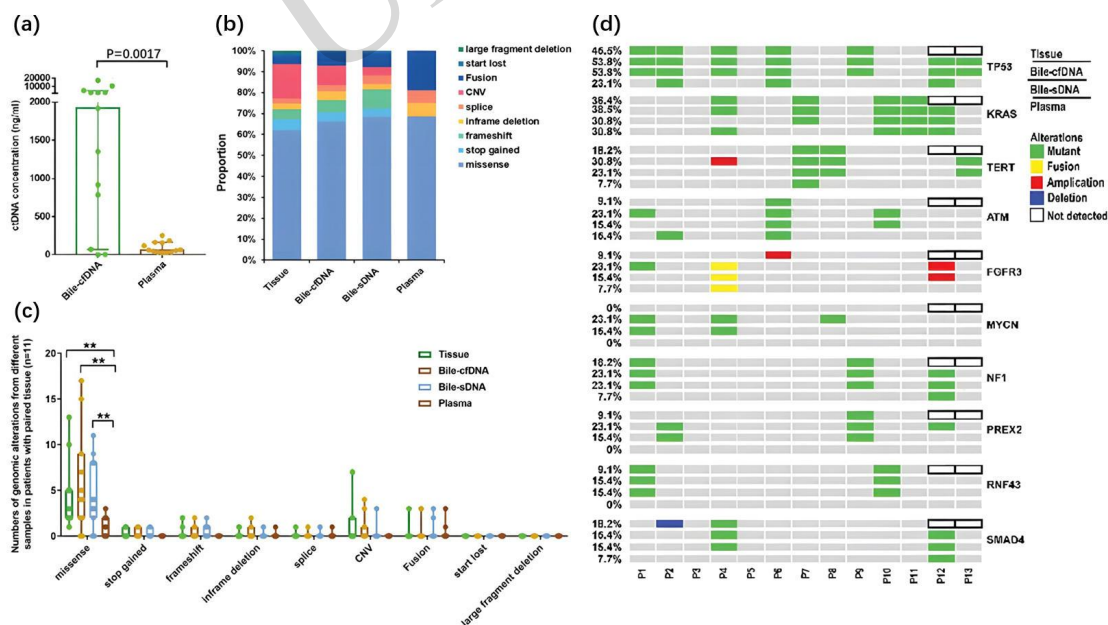 (a)
P=0.0017
ctDNA concentration (ng/ml)
20000
10000
2000
1500
1000
500
0
Bile-cfDNA
Plasma
(b)
Proportion
100%
90%
80%
70%
60%
50%
40%
30%
20%
10%
0%
Tissue
Bile-cfDNA
Bile-sDNA
Plasma
large fragment deletion
start lost
Fusion
CNV
splice
inframe deletion
frameshift
stop gained
missense
(c)
Numbers of genomic alterations from different
samples in patients with paired tissue (n=11)
20
15
10
5
0
**
**
**
Tissue
Bile-cfDNA
Bile-sDNA
Plasma
missense
stop gained
frameshift
inframe deletion
splice
CNV
Fusion
start lost
large fragment deletion
(d)
46.5%
53.8%
53.8%
23.1%
TP53
36.4%
38.5%
30.8%
30.8%
KRAS
18.2%
30.8%
23.1%
7.7%
TERT
9.1%
23.1%
15.4%
16.4%
ATM
9.1%
23.1%
15.4%
7.7%
FGFR3
0%
23.1%
15.4%
0%
MYCN
18.2%
23.1%
23.1%
7.7%
NF1
9.1%
23.1%
15.4%
0%
PREX2
9.1%
15.4%
15.4%
0%
RNF43
18.2%
15.4%
15.4%
7.7%
SMAD4
P1
P2
P3
P4
P5
P6
P7
P8
P9
P10
P11
P12
P13
Tissue
Bile-cfDNA
Bile-sDNA
Plasma
Alterations
Mutant
Fusion
Amplication
Deletion
Not detected